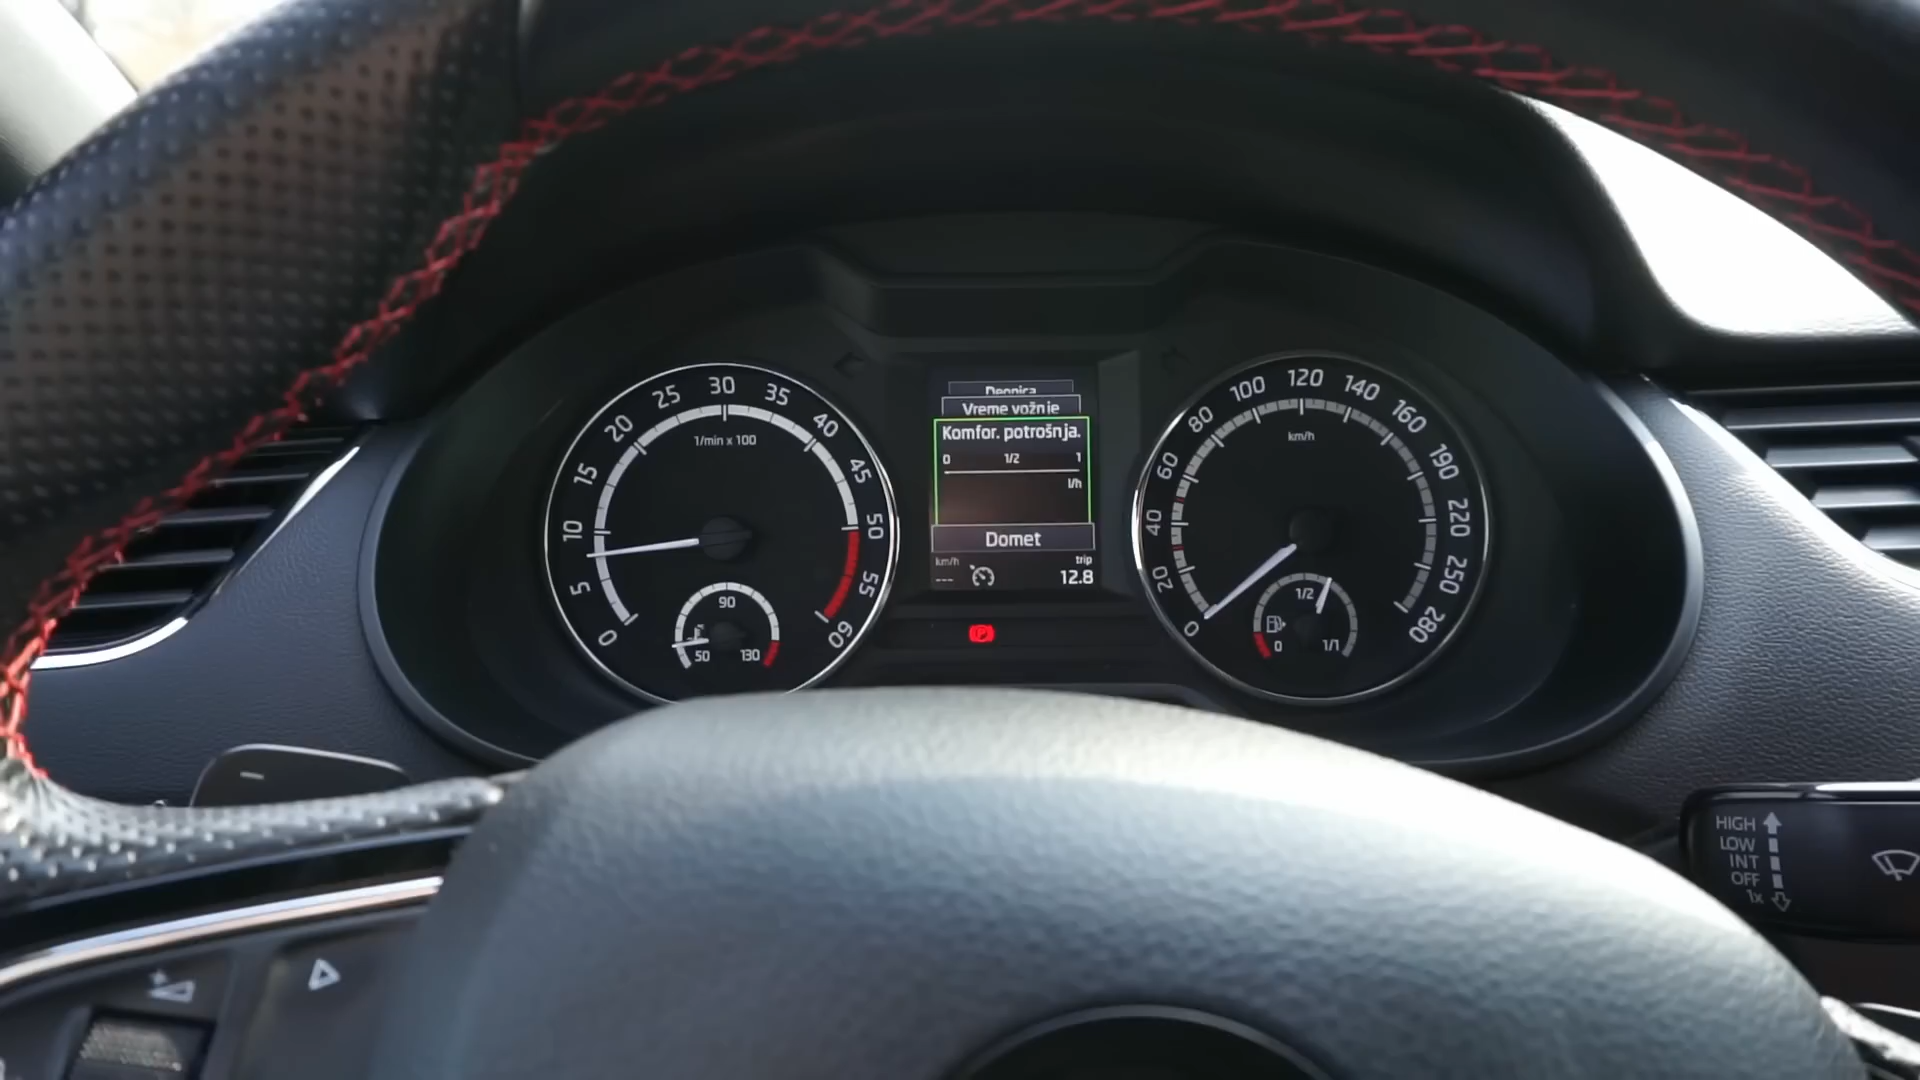 0
5
10
15
20
25
30
35
40
45
50
55
60
1/min x 100
50
90
130
Vreme vožnje
Komfor. potrošnja.
0 1/2 1
l/h
Domet
km/h trip
--- 12.8
P
0
20
40
60
80
100
120
140
160
190
220
250
280
km/h
0
1/2
1/1
HIGH
LOW
INT
OFF
1x